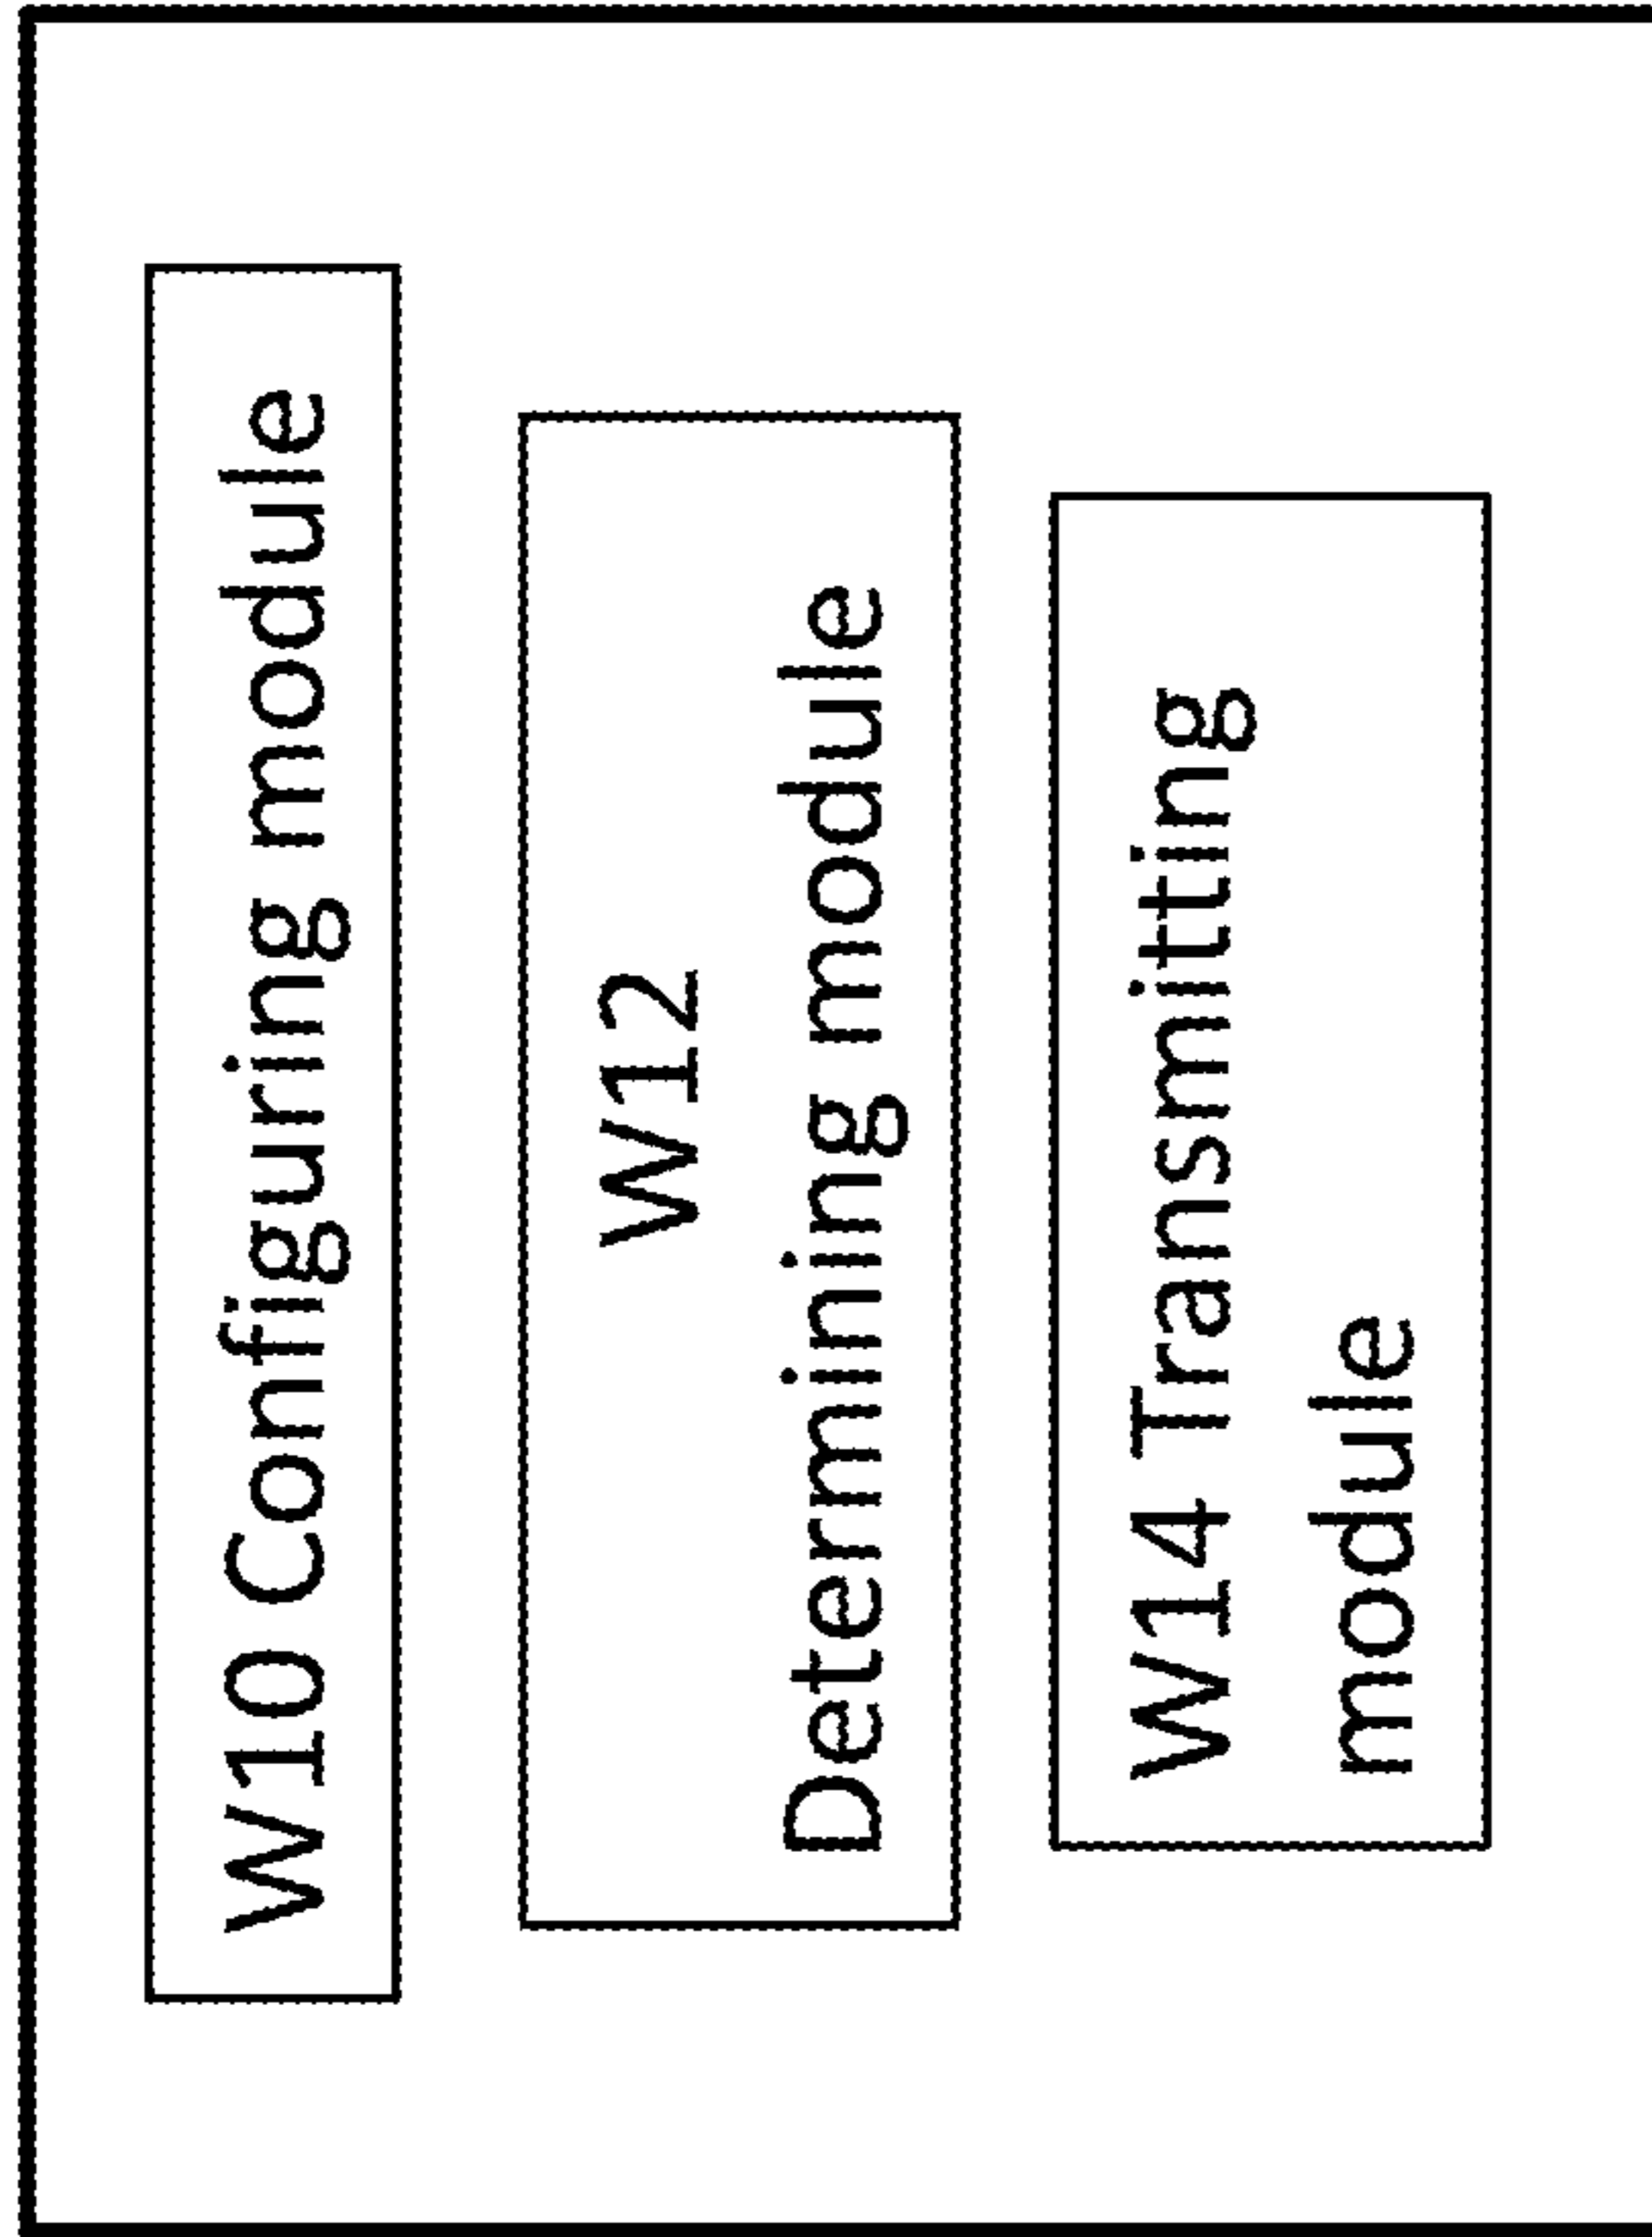 W10 Configuring module
W12
Determining module
W14 Transmitting
module